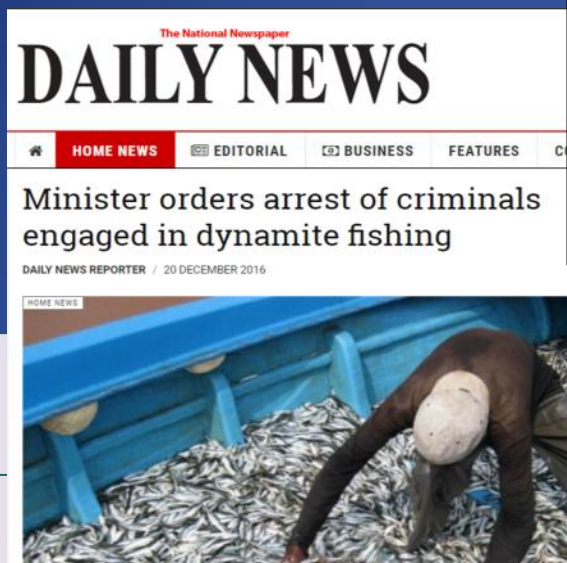 The National Newspaper
DAILY NEWS
HOME NEWS EDITORIAL BUSINESS FEATURES
Minister orders arrest of criminals
engaged in dynamite fishing
DAILY NEWS REPORTER / 20 DECEMBER 2016
HOME NEWS